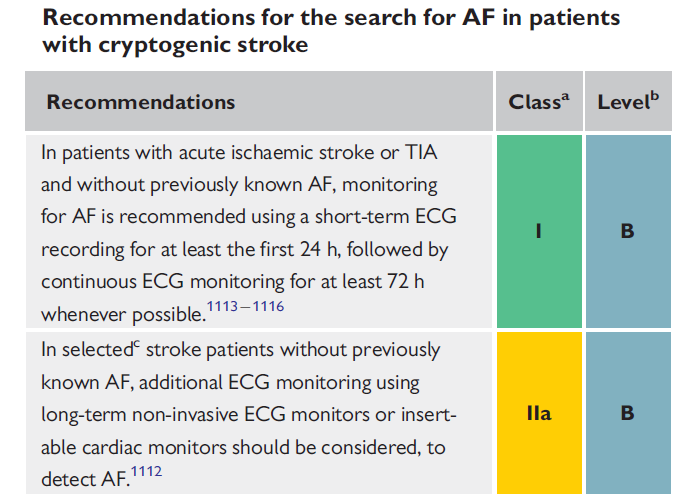 Recommendations for the search for AF in patients
with cryptogenic stroke
Recommendations Classᵃ Levelᵇ
In patients with acute ischaemic stroke or TIA
and without previously known AF, monitoring
for AF is recommended using a short-term ECG
recording for at least the first 24 h, followed by
continuous ECG monitoring for at least 72 h
whenever possible.¹¹¹³⁻¹¹¹⁶
I B
In selectedᶜ stroke patients without previously
known AF, additional ECG monitoring using
long-term non-invasive ECG monitors or insert-
able cardiac monitors should be considered, to
detect AF.¹¹¹²
IIa B